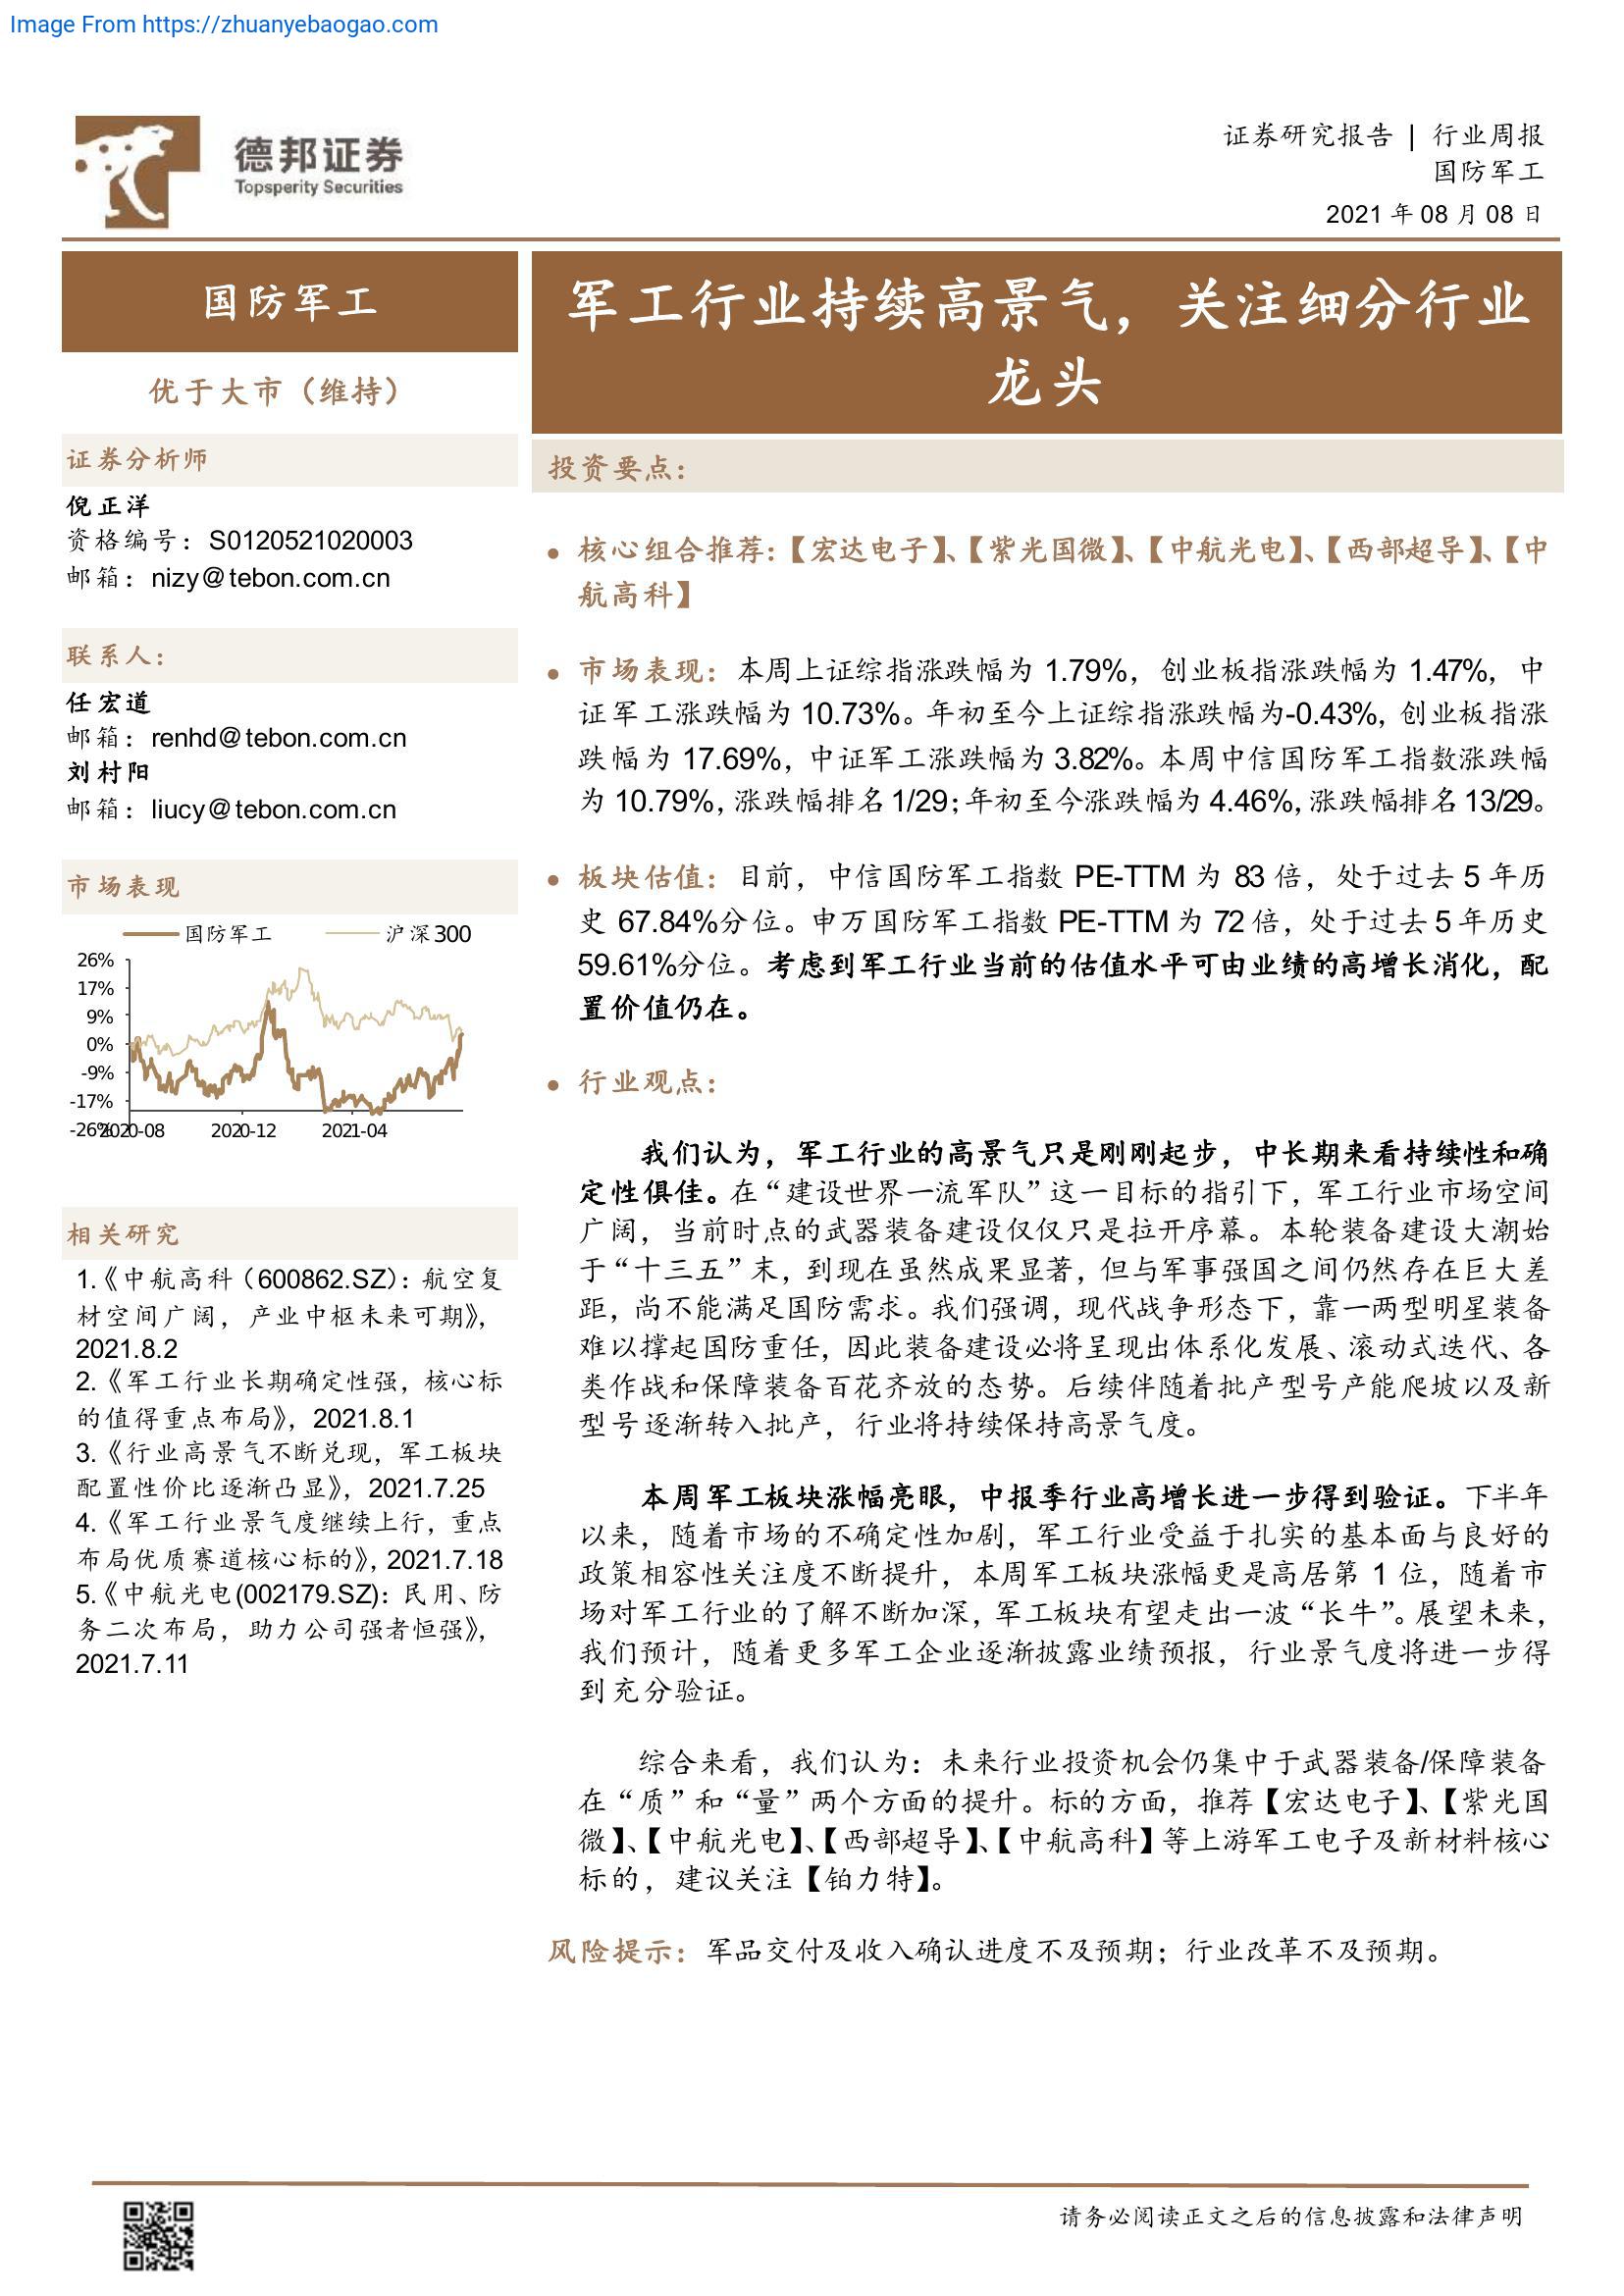 Image From https://zhuanyebaogao.com
德邦证券
Topsperity Securities
证券研究报告 | 行业周报
国防军工
2021 年 08 月 08 日
国防军工
优于大市（维持）
证券分析师
倪正洋
资格编号：S0120521020003
邮箱：nizy@tebon.com.cn
联系人：
任宏道
邮箱：renhd@tebon.com.cn
刘村阳
邮箱：liucy@tebon.com.cn
市场表现
国防军工 沪深300
26%
17%
9%
0%
-9%
-17%
-26%
2020-08 2020-12 2021-04
相关研究
1.《中航高科（600862.SZ）：航空复
材空间广阔，产业中枢未来可期》，
2021.8.2
2.《军工行业长期确定性强，核心标
的值得重点布局》，2021.8.1
3.《行业高景气不断兑现，军工板块
配置性价比逐渐凸显》，2021.7.25
4.《军工行业景气度继续上行，重点
布局优质赛道核心标的》，2021.7.18
5.《中航光电(002179.SZ)：民用、防
务二次布局，助力公司强者恒强》，
2021.7.11
军工行业持续高景气，关注细分行业
龙头
投资要点：
● 核心组合推荐：【宏达电子】、【紫光国微】、【中航光电】、【西部超导】、【中
航高科】
● 市场表现：本周上证综指涨跌幅为 1.79%，创业板指涨跌幅为 1.47%，中
证军工涨跌幅为 10.73%。年初至今上证综指涨跌幅为-0.43%，创业板指涨
跌幅为 17.69%，中证军工涨跌幅为 3.82%。本周中信国防军工指数涨跌幅
为 10.79%，涨跌幅排名 1/29；年初至今涨跌幅为 4.46%，涨跌幅排名 13/29。
● 板块估值：目前，中信国防军工指数 PE-TTM 为 83 倍，处于过去 5 年历
史 67.84%分位。申万国防军工指数 PE-TTM 为 72 倍，处于过去 5 年历史
59.61%分位。考虑到军工行业当前的估值水平可由业绩的高增长消化，配
置价值仍在。
● 行业观点：
我们认为，军工行业的高景气只是刚刚起步，中长期来看持续性和确
定性俱佳。在“建设世界一流军队”这一目标的指引下，军工行业市场空间
广阔，当前时点的武器装备建设仅仅只是拉开序幕。本轮装备建设大潮始
于“十三五”末，到现在虽然成果显著，但与军事强国之间仍然存在巨大差
距，尚不能满足国防需求。我们强调，现代战争形态下，靠一两型明星装备
难以撑起国防重任，因此装备建设必将呈现出体系化发展、滚动式迭代、各
类作战和保障装备百花齐放的态势。后续伴随着批产型号产能爬坡以及新
型号逐渐转入批产，行业将持续保持高景气度。
本周军工板块涨幅亮眼，中报季行业高增长进一步得到验证。下半年
以来，随着市场的不确定性加剧，军工行业受益于扎实的基本面与良好的
政策相容性关注度不断提升，本周军工板块涨幅更是高居第 1 位，随着市
场对军工行业的了解不断加深，军工板块有望走出一波“长牛”。展望未来，
我们预计，随着更多军工企业逐渐披露业绩预报，行业景气度将进一步得
到充分验证。
综合来看，我们认为：未来行业投资机会仍集中于武器装备/保障装备
在“质”和“量”两个方面的提升。标的方面，推荐【宏达电子】、【紫光国
微】、【中航光电】、【西部超导】、【中航高科】等上游军工电子及新材料核心
标的，建议关注【铂力特】。
风险提示：军品交付及收入确认进度不及预期；行业改革不及预期。
请务必阅读正文之后的信息披露和法律声明